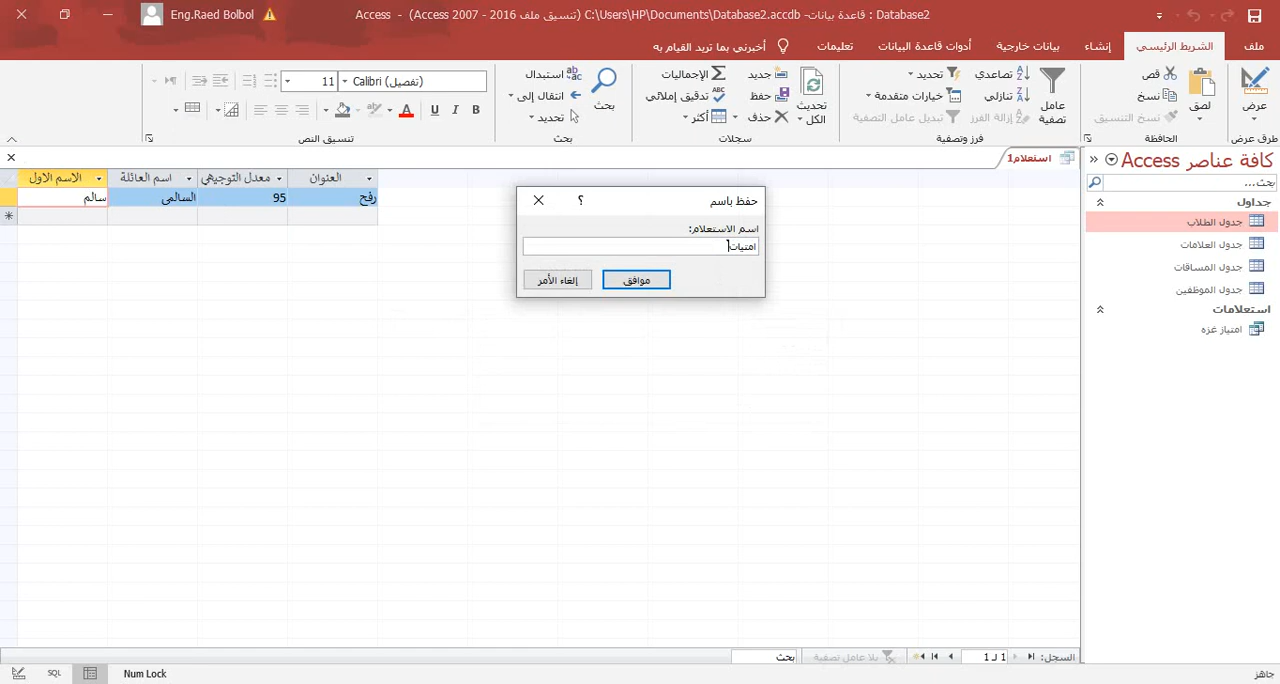 Database2 : قاعدة بيانات- C:\Users\HP\Documents\Database2.accdb (تنسيق ملف Access 2007 - 2016) - Access
Eng.Raed Bolbol
ملف
الشريط الرئيسي
إنشاء
بيانات خارجية
أدوات قاعدة البيانات
تعليمات
أخبرني بما تريد القيام به
عرض
طرق عرض
لصق
قص
نسخ
نسخ التنسيق
الحافظة
عامل تصفية
تصاعدي
تنازلي
إزالة الفرز
تحديد
خيارات متقدمة
تبديل عامل التصفية
فرز وتصفية
تحديث الكل
جديد
حفظ
حذف
الإجماليات
تدقيق إملائي
أكثر
سجلات
بحث
استبدال
انتقال إلى
تحديد
بحث
Calibri (تفصيل)
11
B I U A
تنسيق النص
كافة عناصر Access
بحث...
جداول
جدول الطلاب
جدول العلامات
جدول المساقات
جدول الموظفين
استعلامات
امتياز غزه
استعلام1
العنوان معدل التوجيهي اسم العائلة الاسم الاول
رفح 95 السالمى سالم
حفظ باسم
؟
اسم الاستعلام:
امتيات
موافق
إلغاء الأمر
السجل: 1 لـ 1
بلا عامل تصفية
بحث
جاهز
Num Lock
SQL